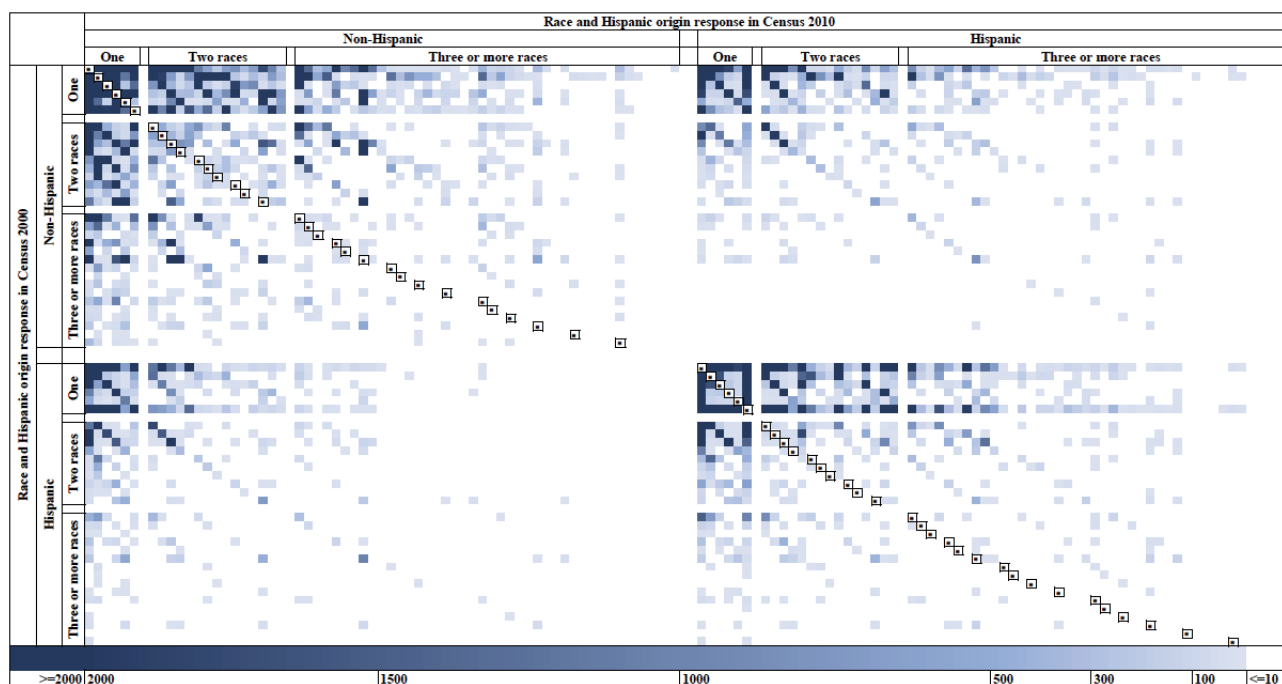 Race and Hispanic origin response in Census 2010
Non-Hispanic
Hispanic
One
Two races
Three or more races
One
Two races
Three or more races
Race and Hispanic origin response in Census 2000
Non-Hispanic
One
Two races
Three or more races
Hispanic
One
Two races
Three or more races
>=2000 2000 1500 1000 500 300 100 <=10